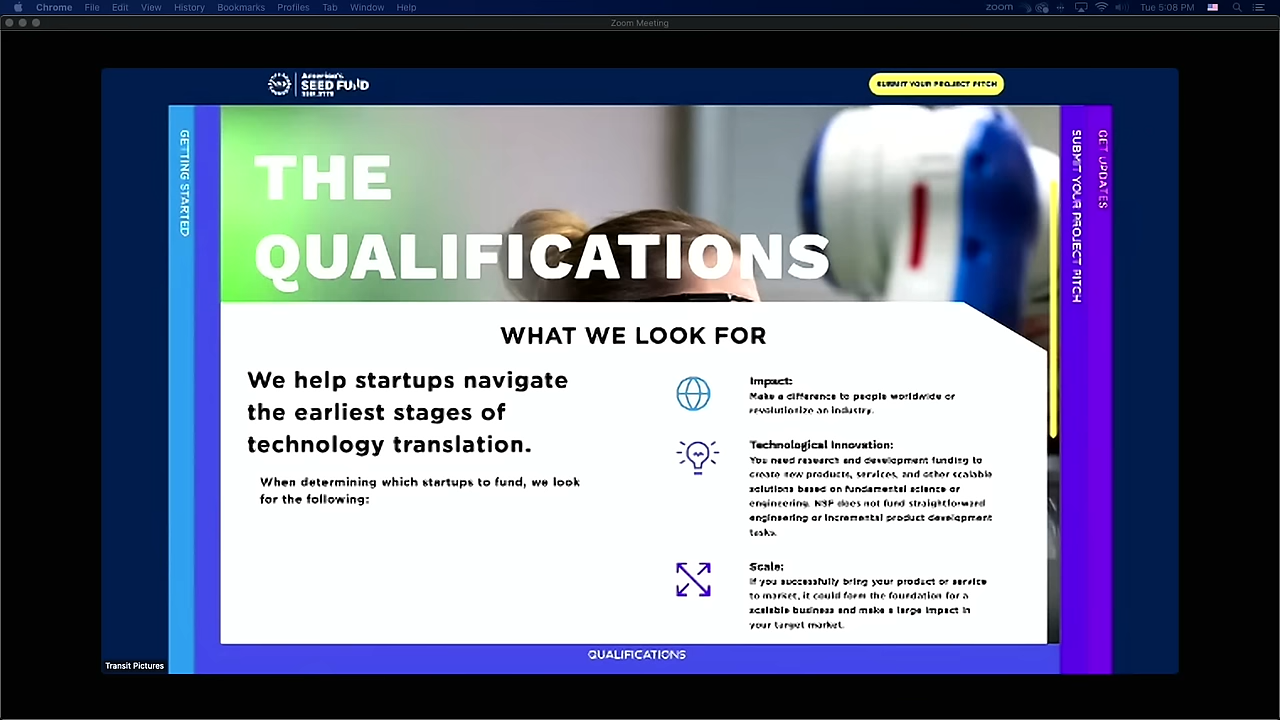 Chrome File Edit View History Bookmarks Profiles Tab Window Help
zoom Tue 5:08 PM
Zoom Meeting
America's
SEED FUND
SUBMIT YOUR PROJECT PITCH
GETTING STARTED
THE
QUALIFICATIONS
WHAT WE LOOK FOR
We help startups navigate
the earliest stages of
technology translation.
When determining which startups to fund, we look
for the following:
Impact:
Make a difference to people worldwide or
revolutionize an industry.
Technological Innovation:
You need research and development funding to
create new products, services, and other scalable
solutions based on fundamental science or
engineering. NSF does not fund straightforward
engineering or incremental product development
tasks.
Scale:
If you successfully bring your product or service
to market, it could form the foundation for a
scalable business and make a large impact in
your target market.
SUBMIT YOUR PROJECT PITCH
GET UPDATES
QUALIFICATIONS
Transit Pictures